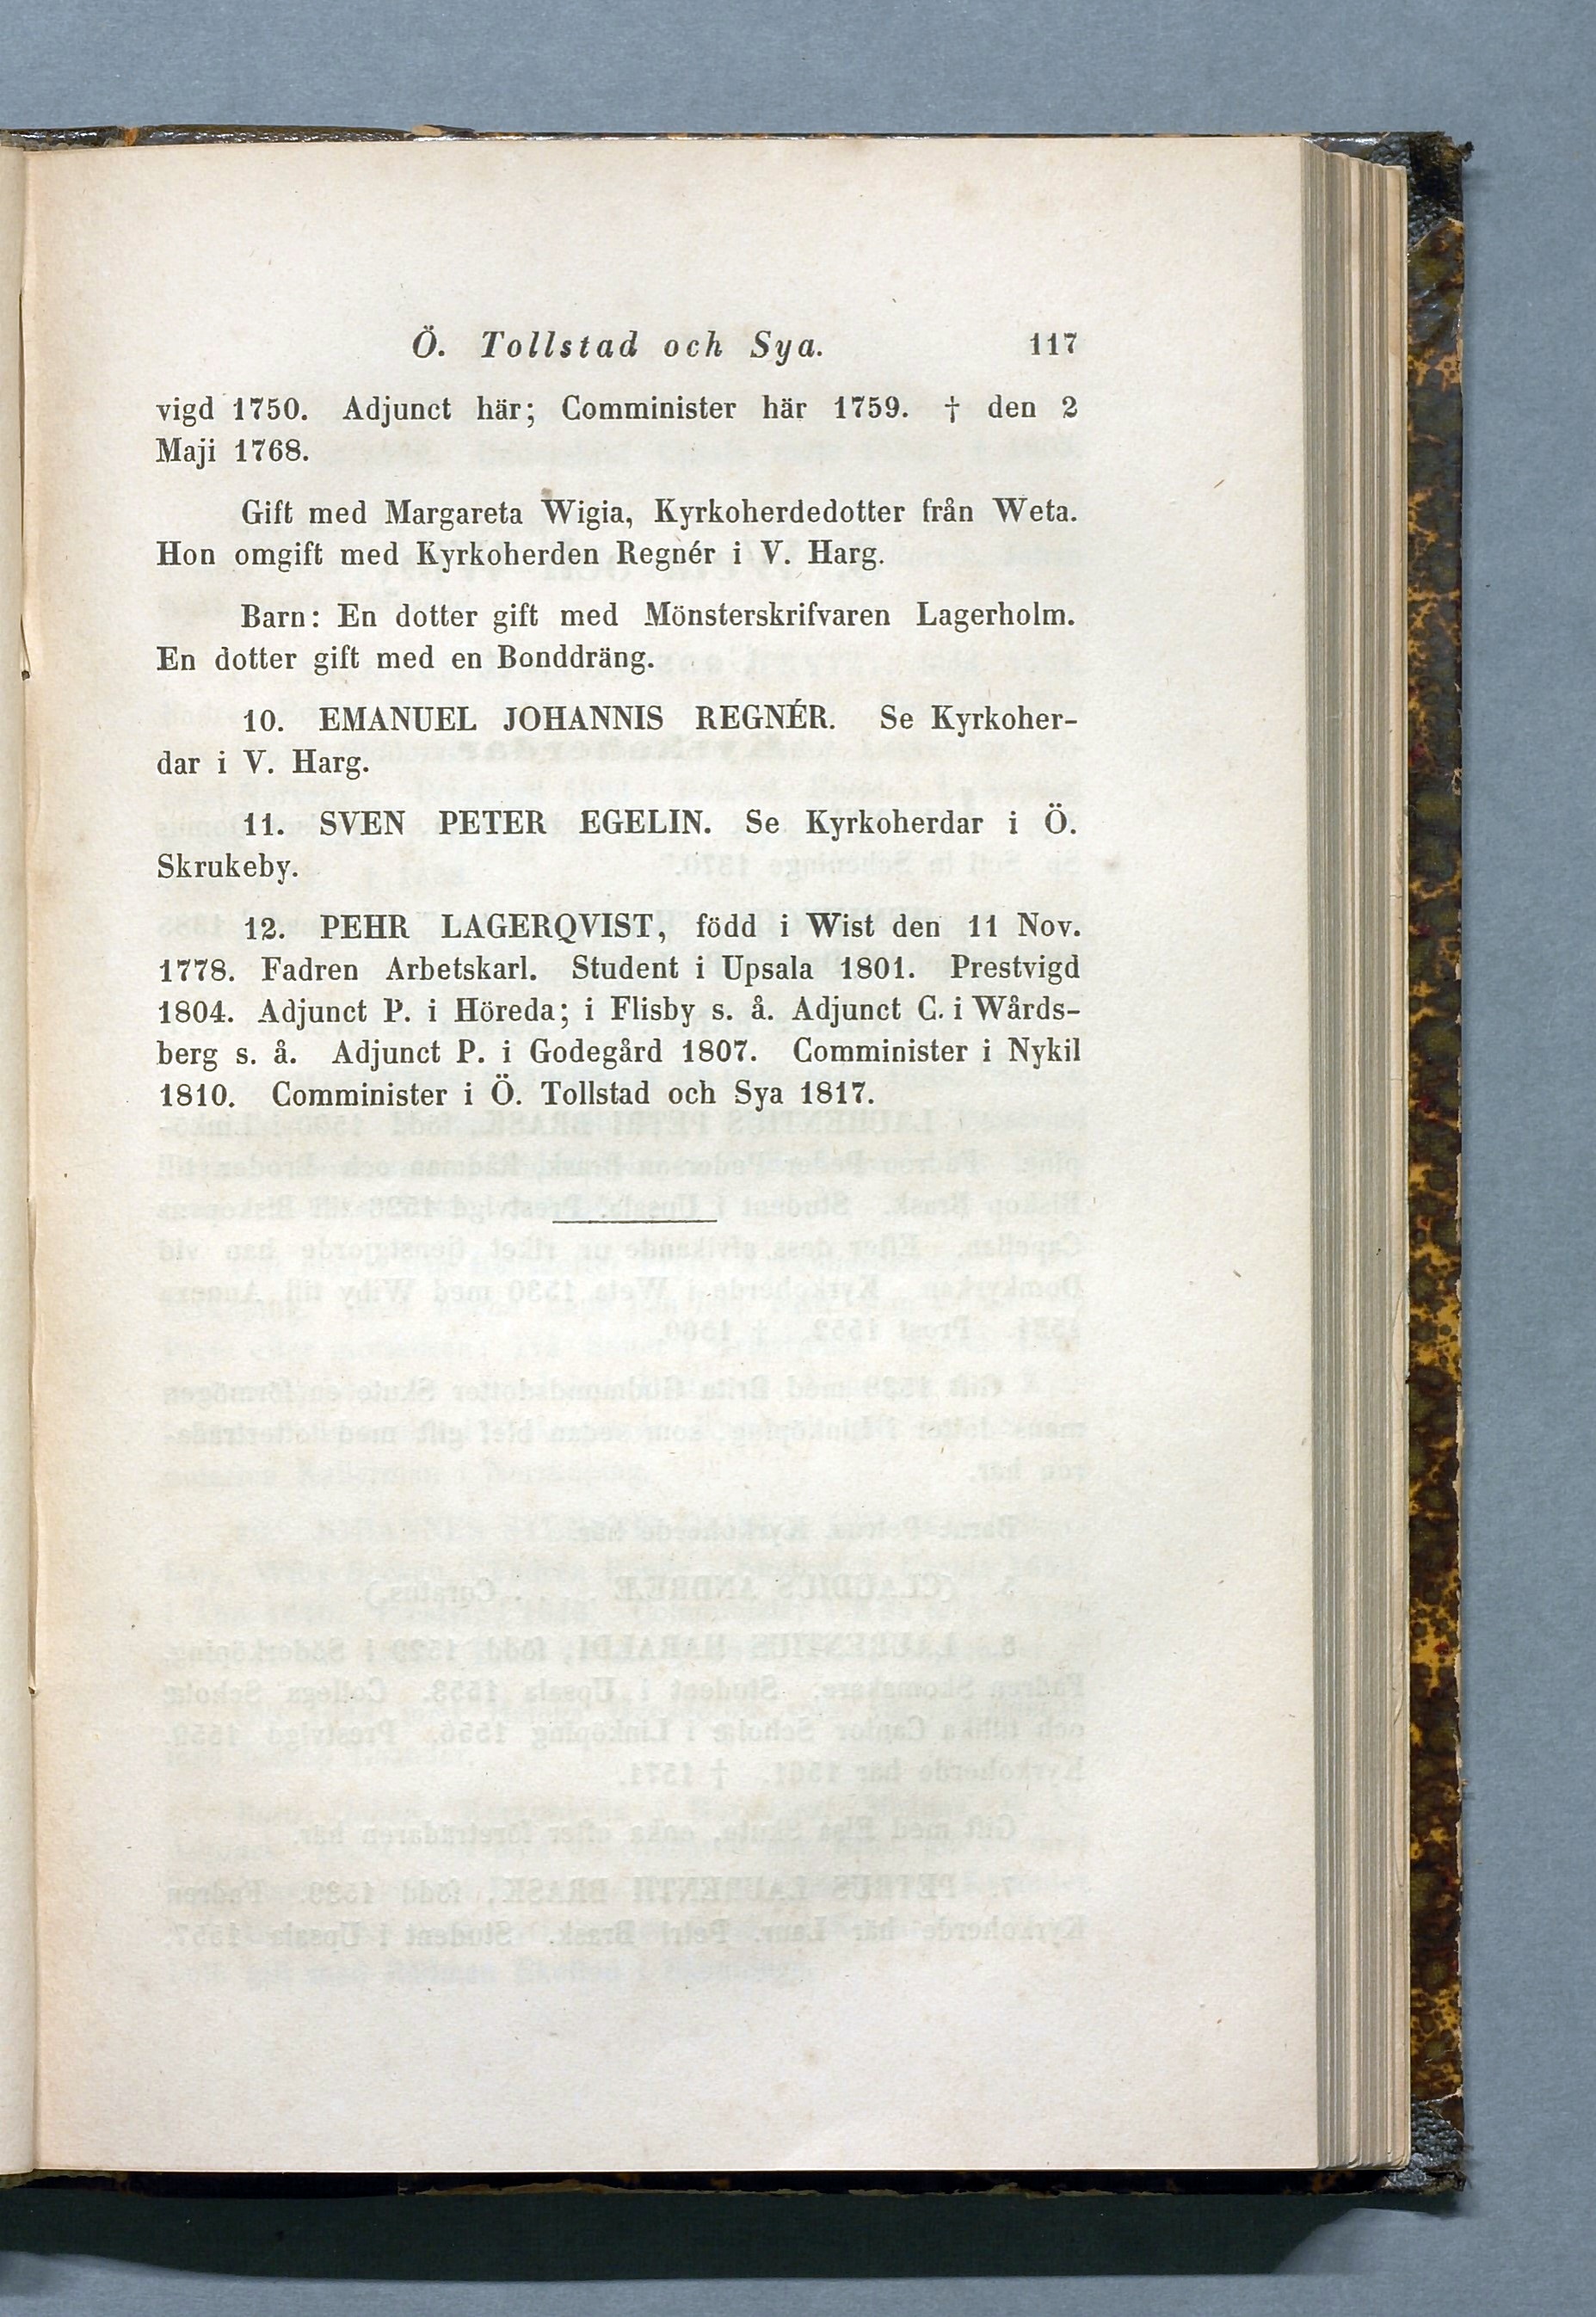 Ö. Tollstad och Sya. 117
vigd 1750. Adjunct här; Comminister här 1759. † den 2
Maji 1768.
Gift med Margareta Wigia, Kyrkoherdedotter från Weta.
Hon omgift med Kyrkoherden Regnér i V. Harg.
Barn: En dotter gift med Mönsterskrifvaren Lagerholm.
En dotter gift med en Bonddräng.
10. EMANUEL JOHANNIS REGNÉR. Se Kyrkoher-
dar i V. Harg.
11. SVEN PETER EGELIN. Se Kyrkoherdar i Ö.
Skrukeby.
12. PEHR LAGERQVIST, född i Wist den 11 Nov.
1778. Fadren Arbetskarl. Student i Upsala 1801. Prestvigd
1804. Adjunct P. i Höreda; i Flisby s. å. Adjunct C. i Wårds-
berg s. å. Adjunct P. i Godegård 1807. Comminister i Nykil
1810. Comminister i Ö. Tollstad och Sya 1817.